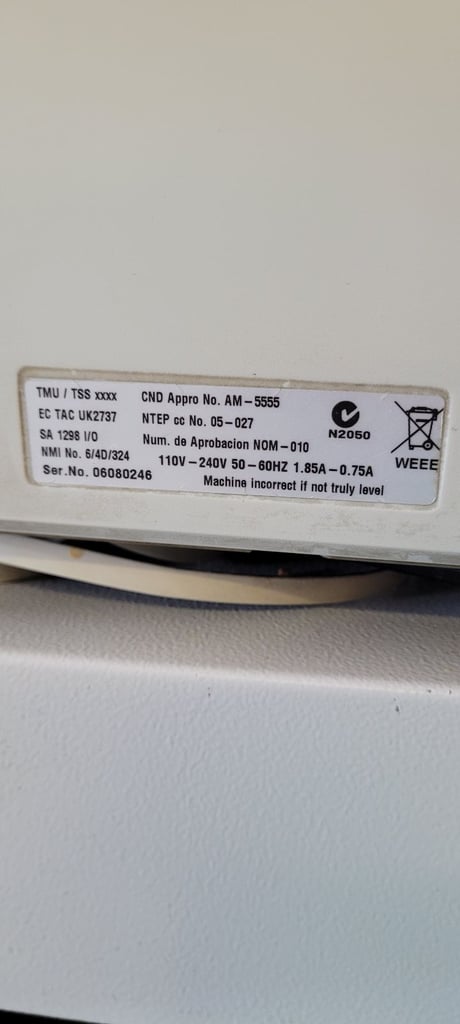 TMU / TSS xxxx
EC TAC UK2737
SA 1298 I/O
NMI No. 6/4D/324
Ser.No. 06080246
CND Appro No. AM-5555
NTEP cc No. 05-027
Num. de Aprobacion NOM-010
110V-240V 50-60HZ 1.85A-0.75A
Machine incorrect if not truly level
N2050
WEEE